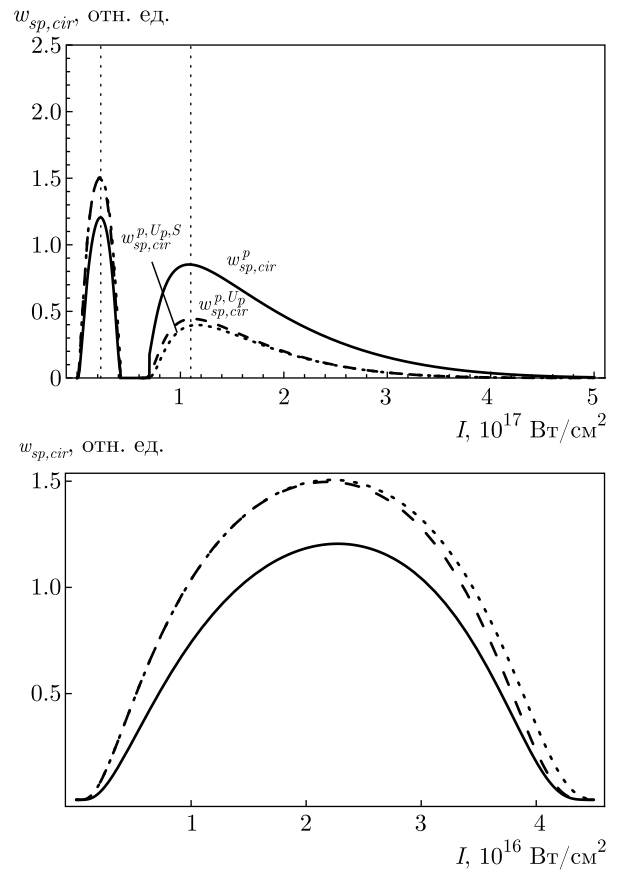 w_{sp,cir}, отн. ед.
2.5
2.0
1.5
1.0
0.5
0
w_{sp,cir}^{p,U_p,S}
w_{sp,cir}^{p}
w_{sp,cir}^{p,U_p}
1 2 3 4 5
I, 10^{17} Вт/см^2
w_{sp,cir}, отн. ед.
1.5
1.0
0.5
1 2 3 4
I, 10^{16} Вт/см^2